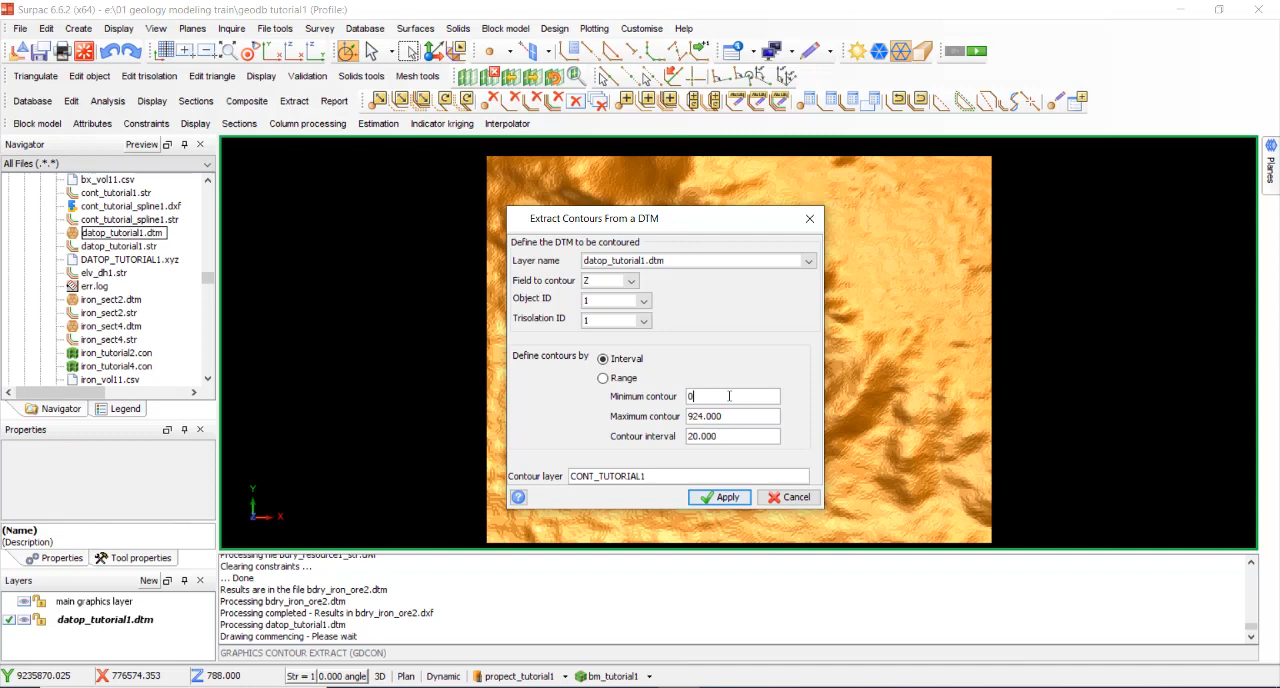 Surpac 6.6.2 (x64) - e:\01 geology modeling train\geodb tutorial1 (Profile:)
File Edit Create Display View Planes Inquire File tools Survey Database Surfaces Solids Block model Design Plotting Customise Help
Triangulate Edit object Edit trisolation Edit triangle Display Validation Solids tools Mesh tools
Database Edit Analysis Display Sections Composite Extract Report
Block model Attributes Constraints Display Sections Column processing Estimation Indicator kriging Interpolator
Navigator Preview
All Files (.*.*)
bx_vol11.csv
cont_tutorial1.str
cont_tutorial_spline1.dxf
cont_tutorial_spline1.str
datop_tutorial1.dtm
datop_tutorial1.str
DATOP_TUTORIAL1.xyz
elv_dh1.str
err.log
iron_sect2.dtm
iron_sect2.str
iron_sect4.dtm
iron_sect4.str
iron_tutorial2.con
iron_tutorial4.con
iron_vol11.csv
Navigator Legend
Properties
(Name)
(Description)
Properties Tool properties
Layers New
main graphics layer
datop_tutorial1.dtm
Planes
Y
Z X
Extract Contours From a DTM
Define the DTM to be contoured
Layer name datop_tutorial1.dtm
Field to contour Z
Object ID 1
Trisolation ID 1
Define contours by Interval
Range
Minimum contour 0
Maximum contour 924.000
Contour interval 20.000
Contour layer CONT_TUTORIAL1
Apply Cancel
Processing file bdry_resource1_str.dxf
Clearing constraints ...
... Done
Results are in the file bdry_iron_ore2.dtm
Processing bdry_iron_ore2.dtm
Processing completed - Results in bdry_iron_ore2.dxf
Processing datop_tutorial1.dtm
Drawing commencing - Please wait
GRAPHICS CONTOUR EXTRACT (GDCON)
Y 9235870.025 X 776574.353 Z 788.000 Str = 1 0.000 angle 3D Plan Dynamic propect_tutorial1 bm_tutorial1